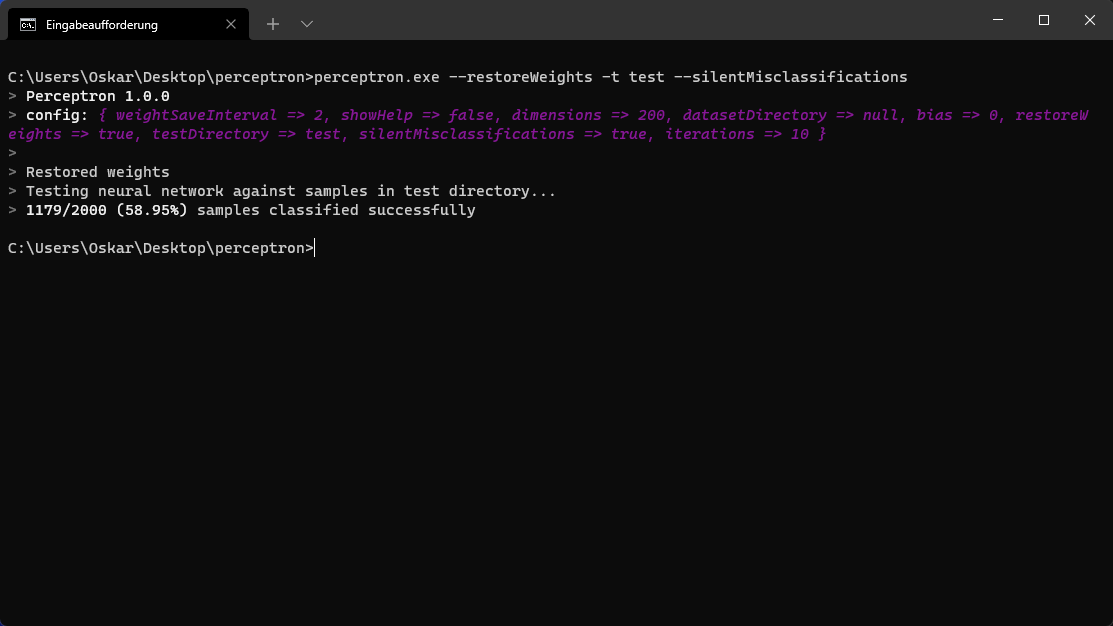 Eingabeaufforderung
C:\Users\Oskar\Desktop\perceptron>perceptron.exe --restoreWeights -t test --silentMisclassifications
> Perceptron 1.0.0
> config: { weightSaveInterval => 2, showHelp => false, dimensions => 200, datasetDirectory => null, bias => 0, restoreW
eights => true, testDirectory => test, silentMisclassifications => true, iterations => 10 }
>
> Restored weights
> Testing neural network against samples in test directory...
> 1179/2000 (58.95%) samples classified successfully
C:\Users\Oskar\Desktop\perceptron>